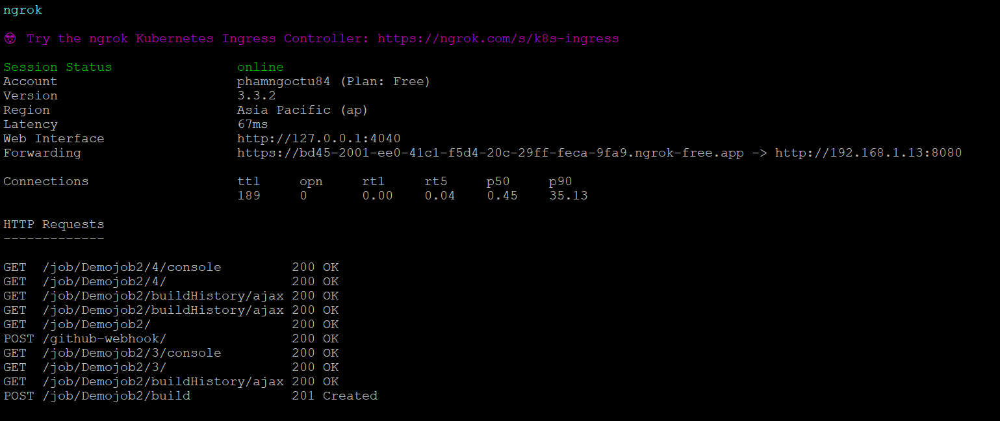 ngrok
🤓 Try the ngrok Kubernetes Ingress Controller: https://ngrok.com/s/k8s-ingress
Session Status online
Account phamngoctu84 (Plan: Free)
Version 3.3.2
Region Asia Pacific (ap)
Latency 67ms
Web Interface http://127.0.0.1:4040
Forwarding https://bd45-2001-ee0-41c1-f5d4-20c-29ff-feca-9fa9.ngrok-free.app -> http://192.168.1.13:8080
Connections ttl opn rt1 rt5 p50 p90
189 0 0.00 0.04 0.45 35.13
HTTP Requests
-------------
GET /job/Demojob2/4/console 200 OK
GET /job/Demojob2/4/ 200 OK
GET /job/Demojob2/buildHistory/ajax 200 OK
GET /job/Demojob2/buildHistory/ajax 200 OK
GET /job/Demojob2/ 200 OK
POST /github-webhook/ 200 OK
GET /job/Demojob2/3/console 200 OK
GET /job/Demojob2/3/ 200 OK
GET /job/Demojob2/buildHistory/ajax 200 OK
POST /job/Demojob2/build 201 Created